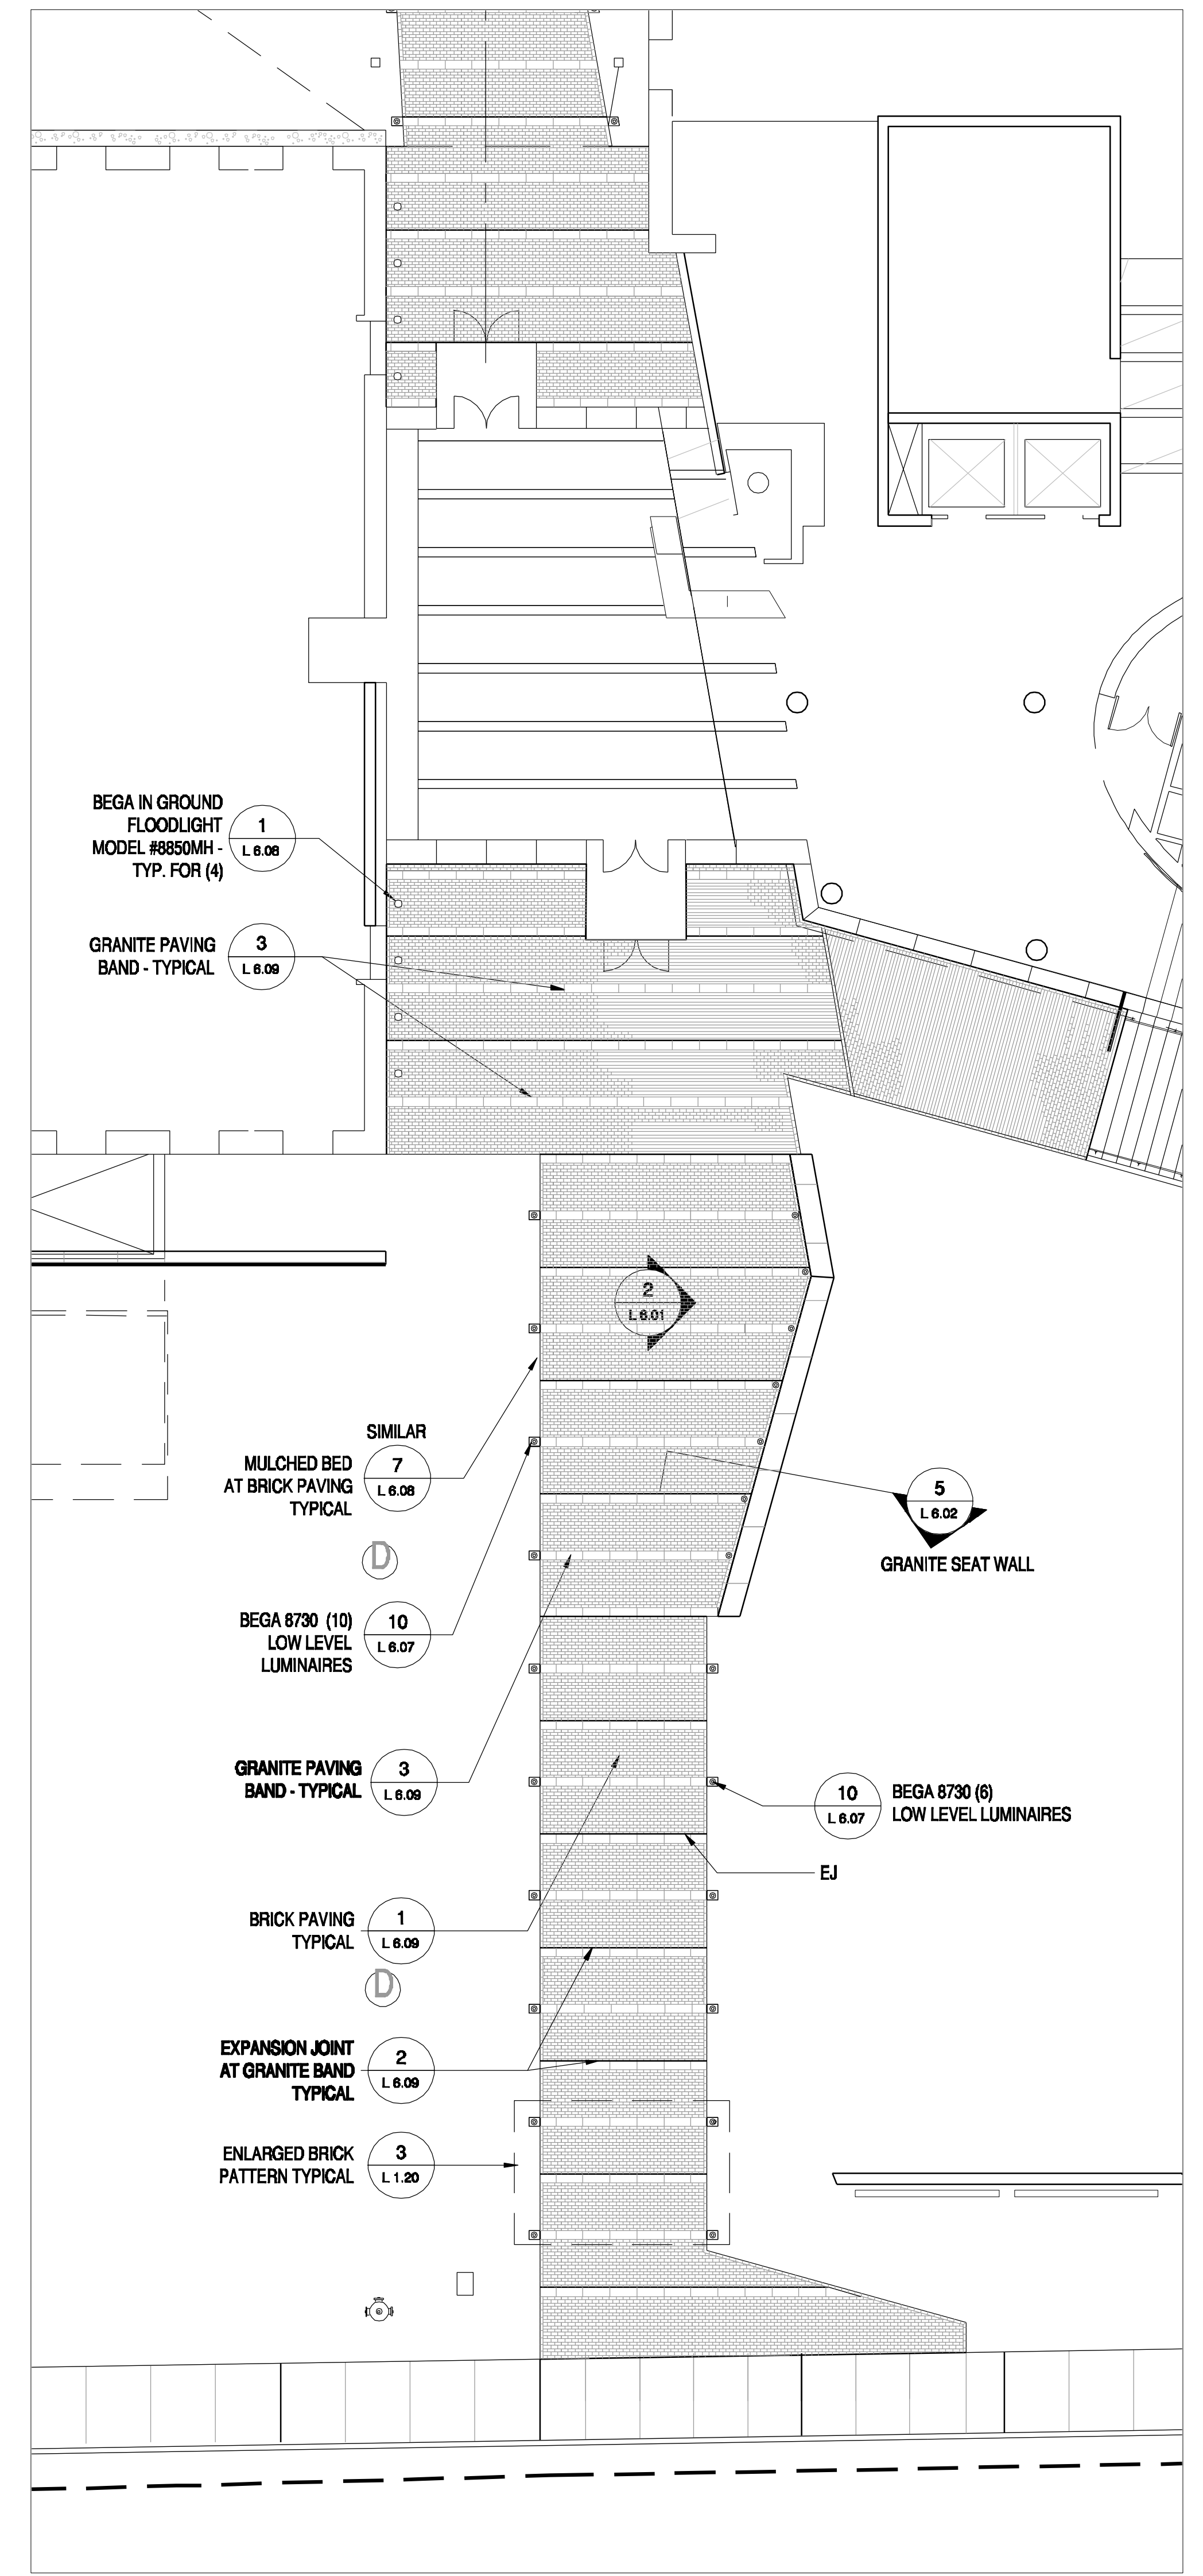 BEGA IN GROUND
FLOODLIGHT
MODEL #8850MH -
TYP. FOR (4)
1
L 6.08
GRANITE PAVING
BAND - TYPICAL
3
L 6.09
2
L 6.01
SIMILAR
MULCHED BED
AT BRICK PAVING
TYPICAL
7
L 6.08
5
L 6.02
GRANITE SEAT WALL
D
BEGA 8730 (10)
LOW LEVEL
LUMINAIRES
10
L 6.07
GRANITE PAVING
BAND - TYPICAL
3
L 6.09
10
L 6.07
BEGA 8730 (6)
LOW LEVEL LUMINAIRES
EJ
BRICK PAVING
TYPICAL
1
L 6.09
D
EXPANSION JOINT
AT GRANITE BAND
TYPICAL
2
L 6.09
ENLARGED BRICK
PATTERN TYPICAL
3
L 1.20